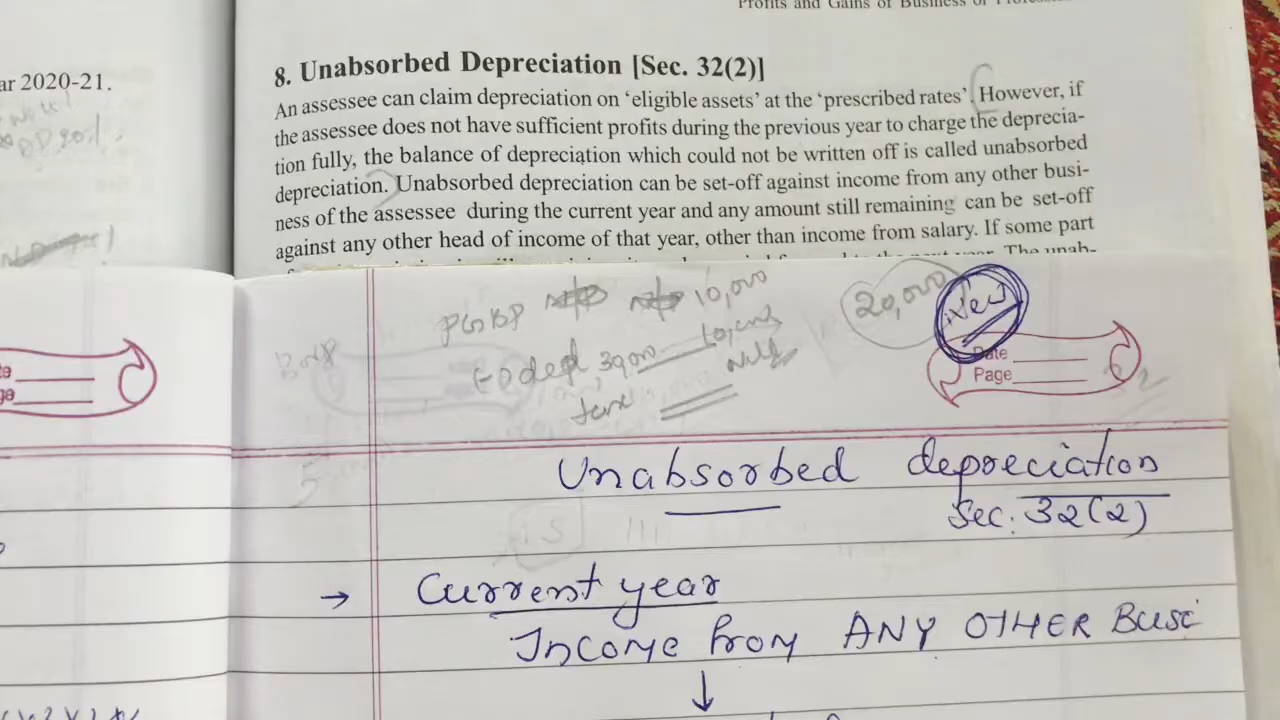 Profits and Gains of Business or
ar 2020-21.
8. Unabsorbed Depreciation [Sec. 32(2)]
An assessee can claim depreciation on ‘eligible assets’ at the ‘prescribed rates’. However, if
the assessee does not have sufficient profits during the previous year to charge the deprecia-
tion fully, the balance of depreciation which could not be written off is called unabsorbed
depreciation. Unabsorbed depreciation can be set-off against income from any other busi-
ness of the assessee during the current year and any amount still remaining can be set-off
against any other head of income of that year, other than income from salary. If some part
The unab-
PGBP 10,000
20,000
30,000
Date
Page
Unabsorbed depreciation
Sec. 32(2)
→ Current year
Income from ANY OTHER Busi
↓